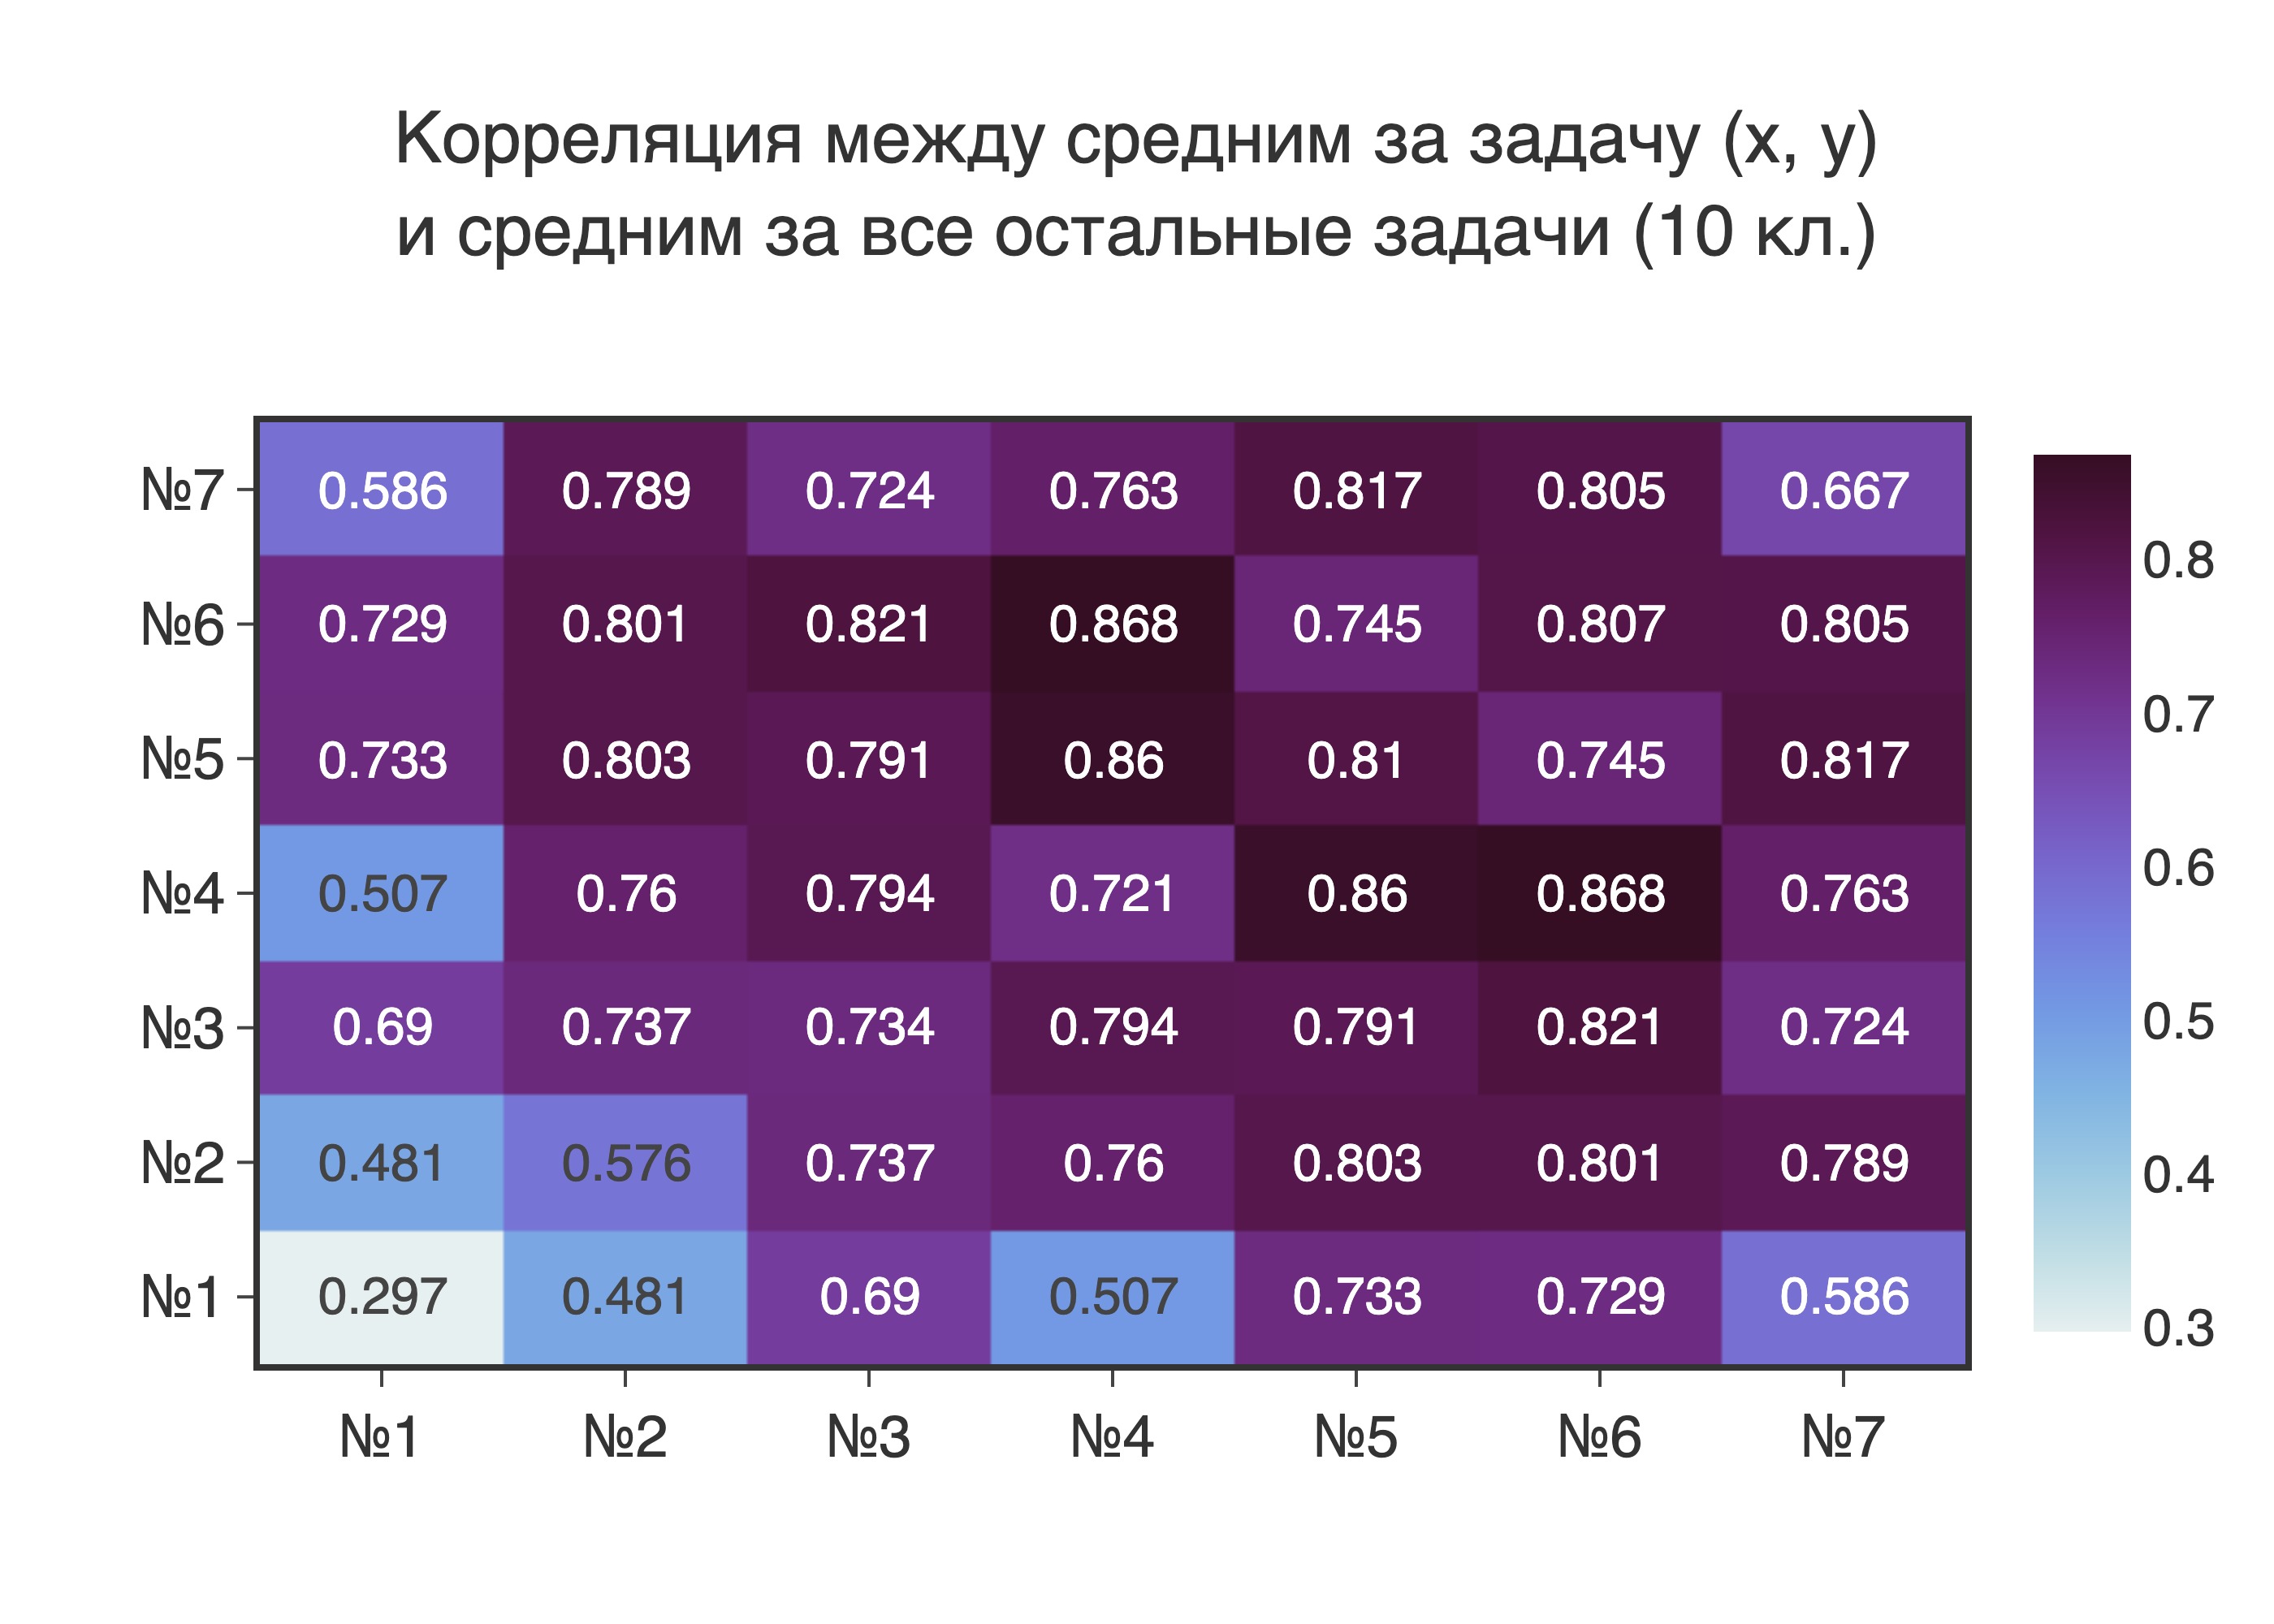 Корреляция между средним за задачу (x, y)
и средним за все остальные задачи (10 кл.)
№7 0.586 0.789 0.724 0.763 0.817 0.805 0.667
№6 0.729 0.801 0.821 0.868 0.745 0.807 0.805
№5 0.733 0.803 0.791 0.86 0.81 0.745 0.817
№4 0.507 0.76 0.794 0.721 0.86 0.868 0.763
№3 0.69 0.737 0.734 0.794 0.791 0.821 0.724
№2 0.481 0.576 0.737 0.76 0.803 0.801 0.789
№1 0.297 0.481 0.69 0.507 0.733 0.729 0.586
№1 №2 №3 №4 №5 №6 №7
0.8
0.7
0.6
0.5
0.4
0.3